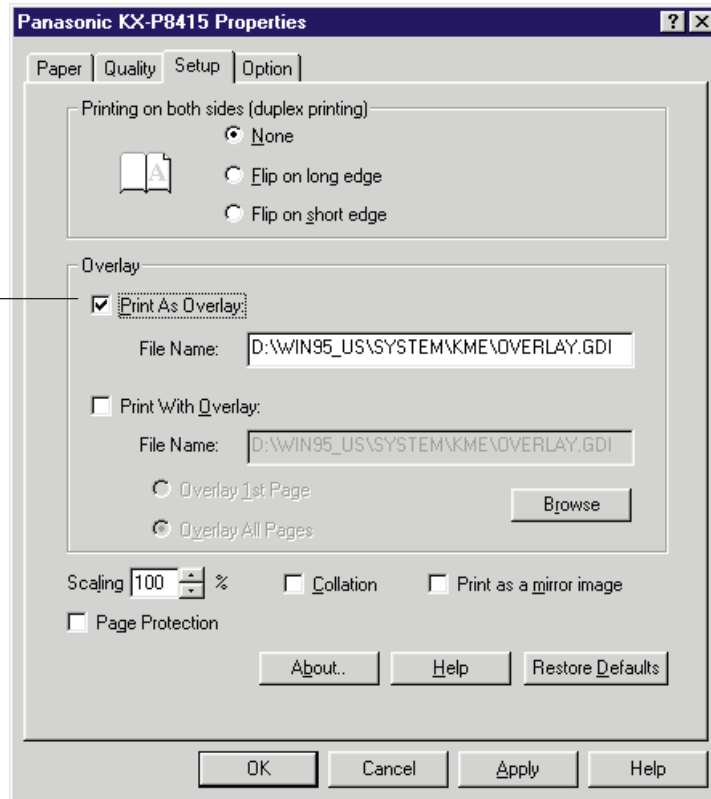 Panasonic KX-P8415 Properties
Paper Quality Setup Option
Printing on both sides (duplex printing)
None
A
Flip on long edge
Flip on short edge
Overlay
Print As Overlay:
File Name: D:\WIN95_US\SYSTEM\KME\OVERLAY.GDI
Print With Overlay:
File Name: D:\WIN95_US\SYSTEM\KME\OVERLAY.GDI
Overlay 1st Page
Browse
Overlay All Pages
Scaling 100 % Collation Print as a mirror image
Page Protection
About.. Help Restore Defaults
OK Cancel Apply Help